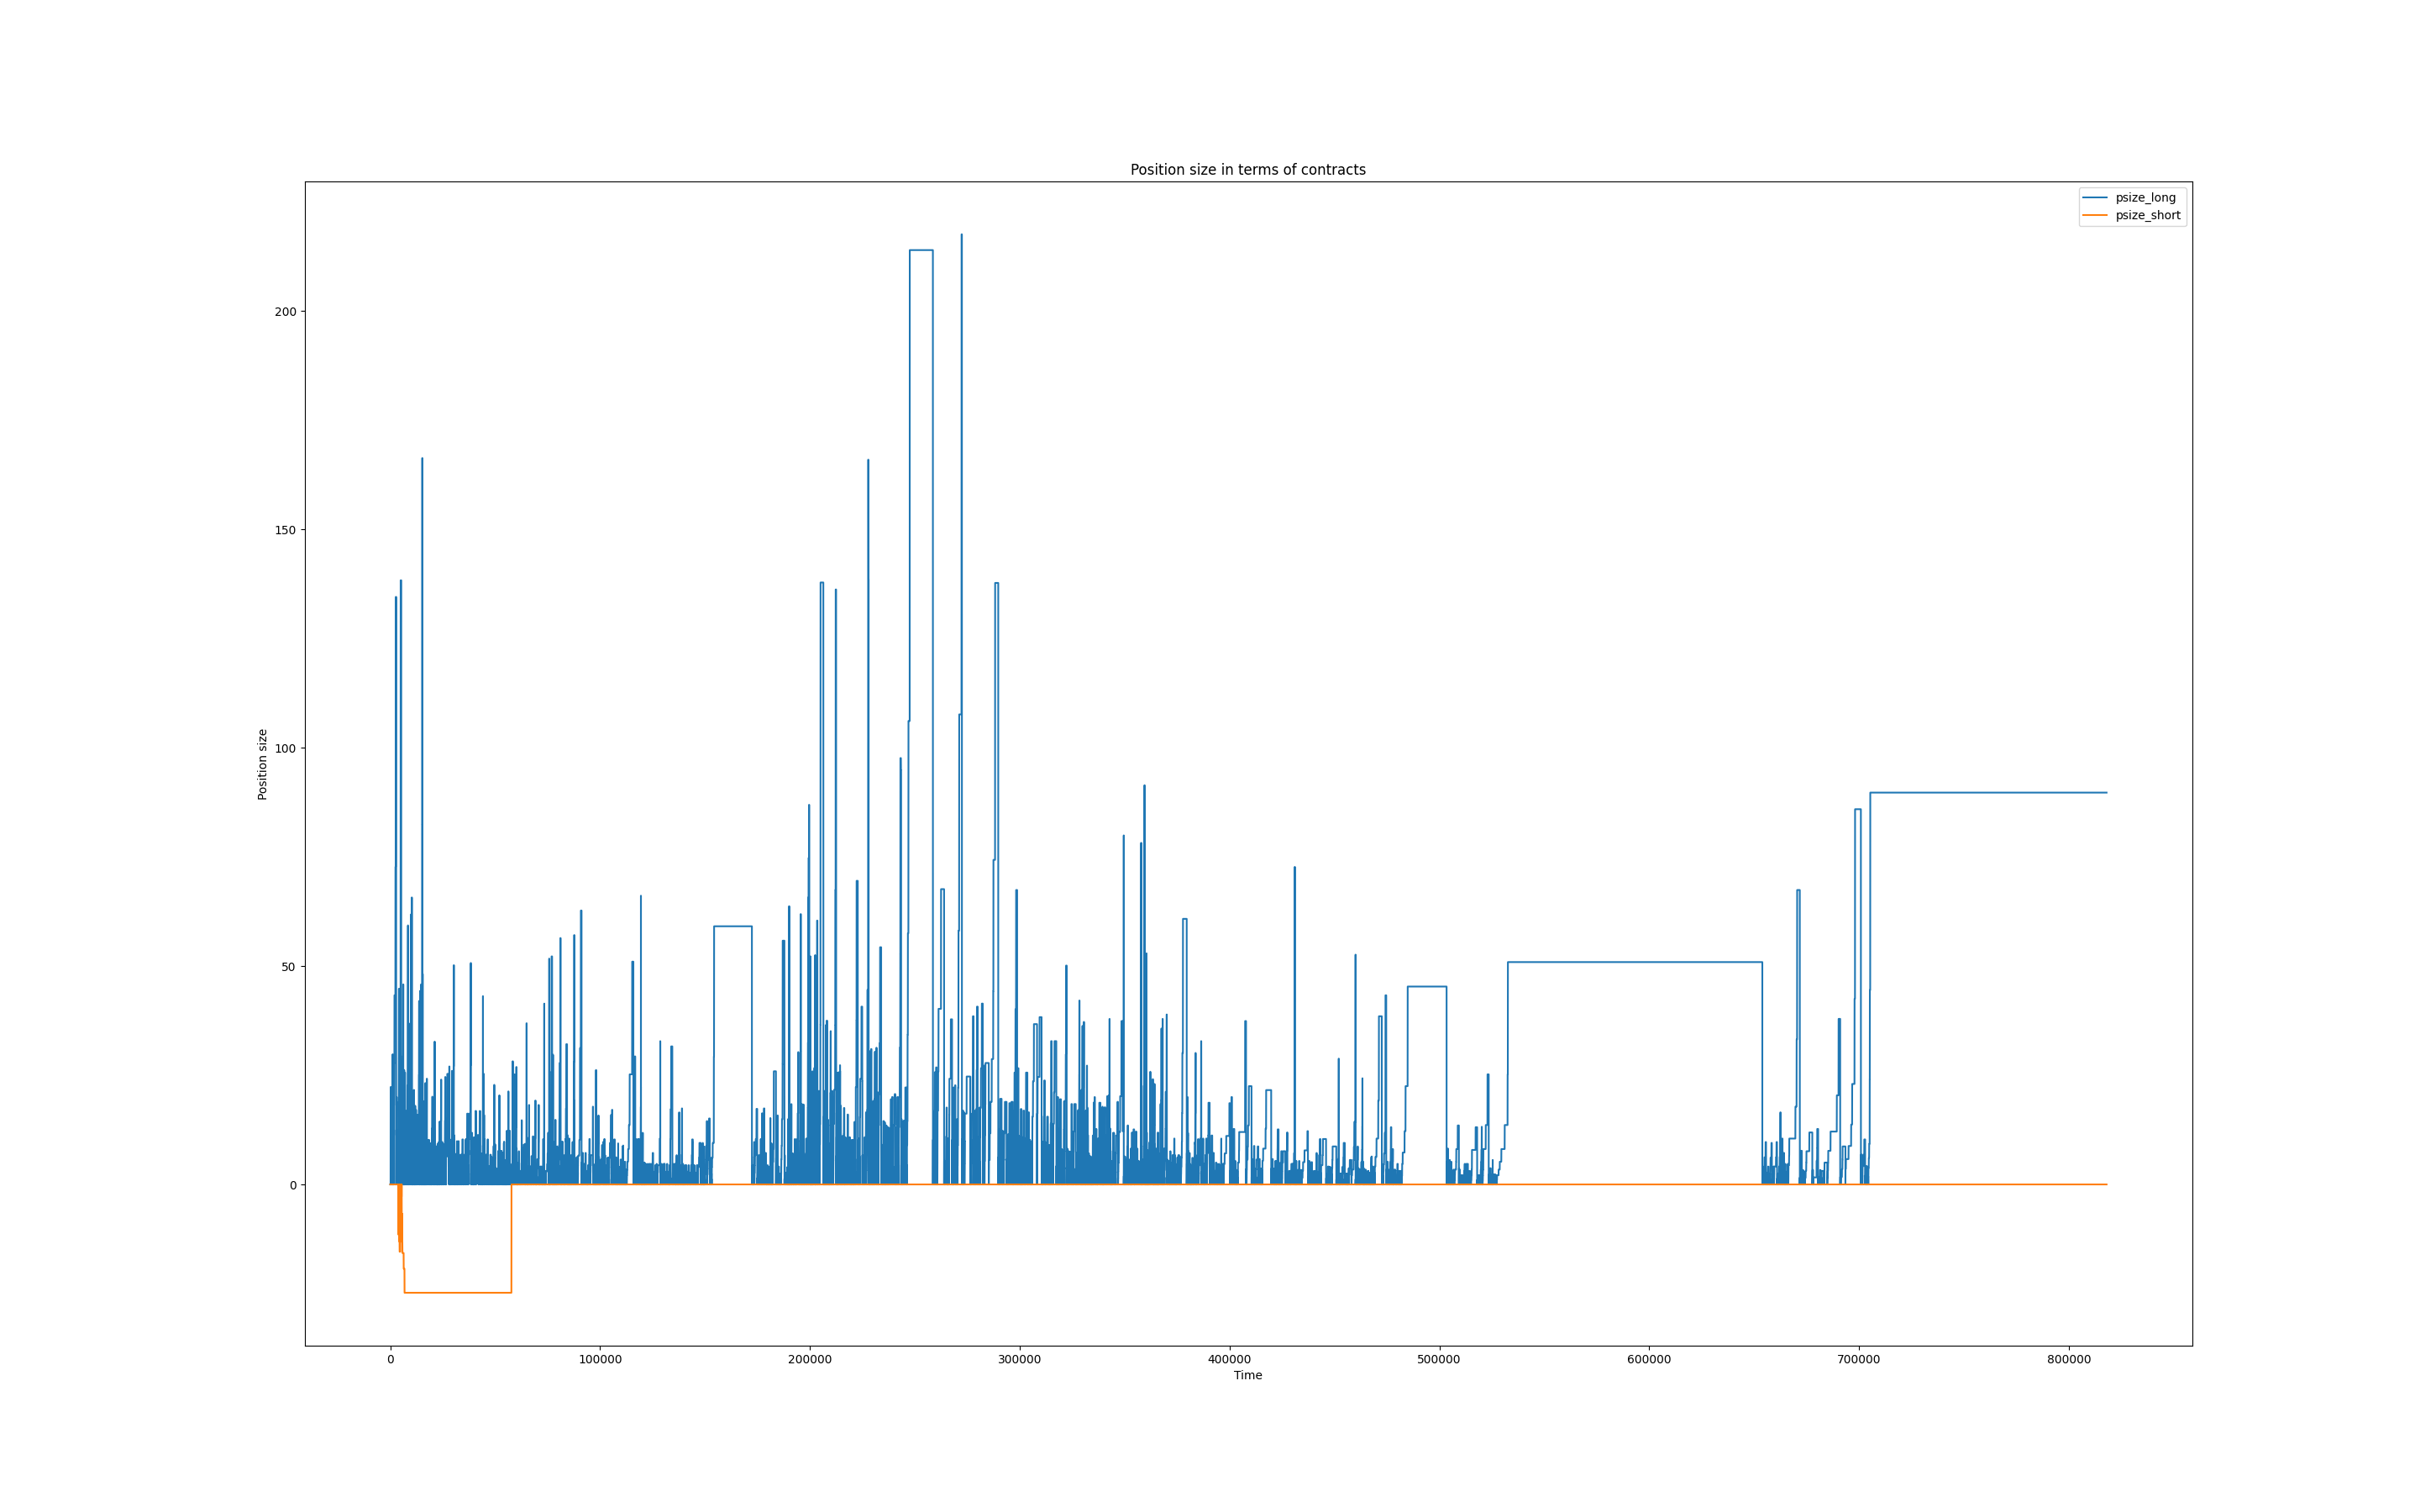 Position size in terms of contracts
psize_long
psize_short
Position size
200
150
100
50
0
0
100000
200000
300000
400000
500000
600000
700000
800000
Time